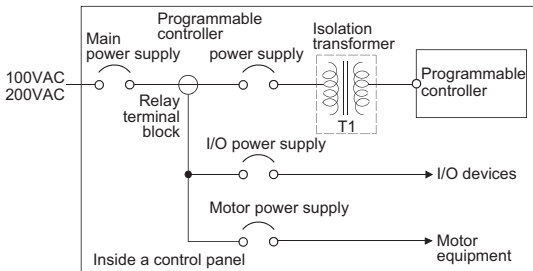 Main
power supply
Programmable
controller
power supply
Isolation
transformer
100VAC
200VAC
Relay
terminal
block
T1
Programmable
controller
I/O power supply
I/O devices
Motor power supply
Motor
equipment
Inside a control panel